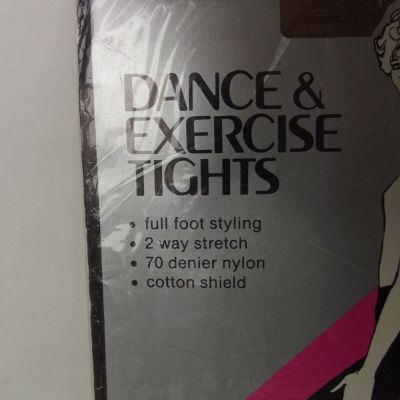 DANCE &
EXERCISE
TIGHTS
• full foot styling
• 2 way stretch
• 70 denier nylon
• cotton shield